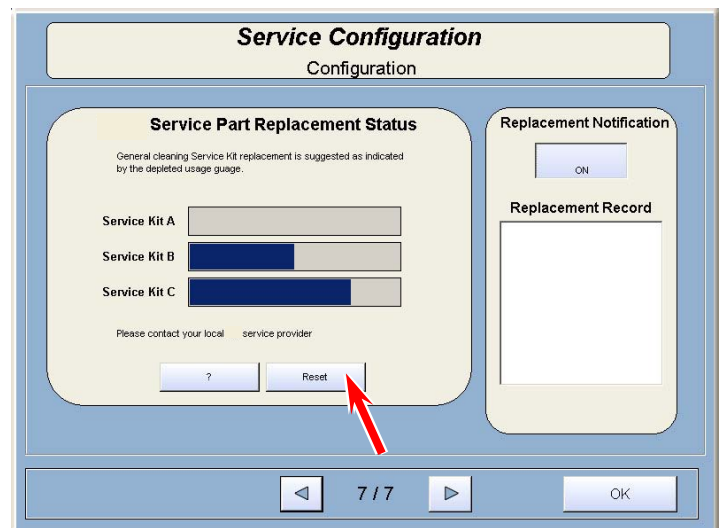 Service Configuration
Configuration
Service Part Replacement Status
General cleaning Service Kit replacement is suggested as indicated
by the depleted usage guage.
Service Kit A
Service Kit B
Service Kit C
Please contact your local service provider
?
Reset
Replacement Notification
ON
Replacement Record
7 / 7
OK